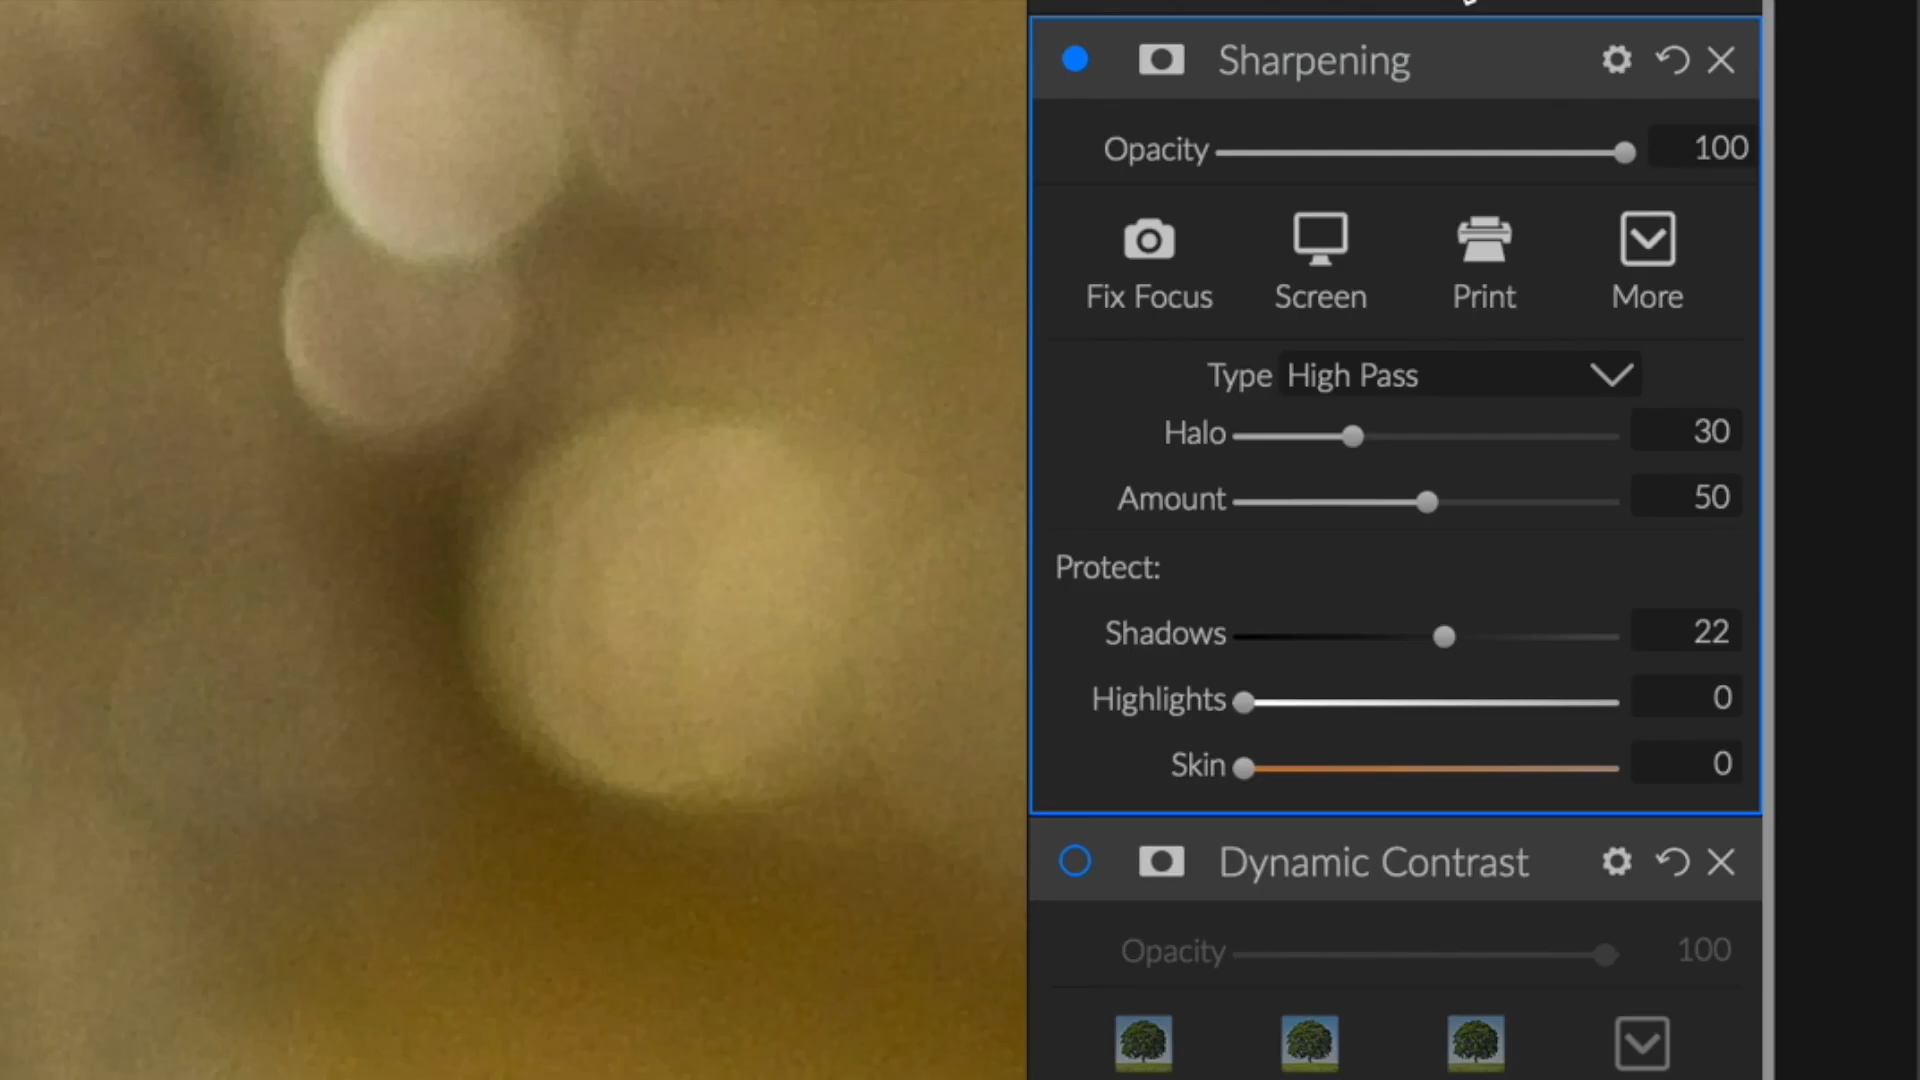 Sharpening
Opacity 100
Fix Focus Screen Print More
Type High Pass
Halo 30
Amount 50
Protect:
Shadows 22
Highlights 0
Skin 0
Dynamic Contrast
Opacity 100